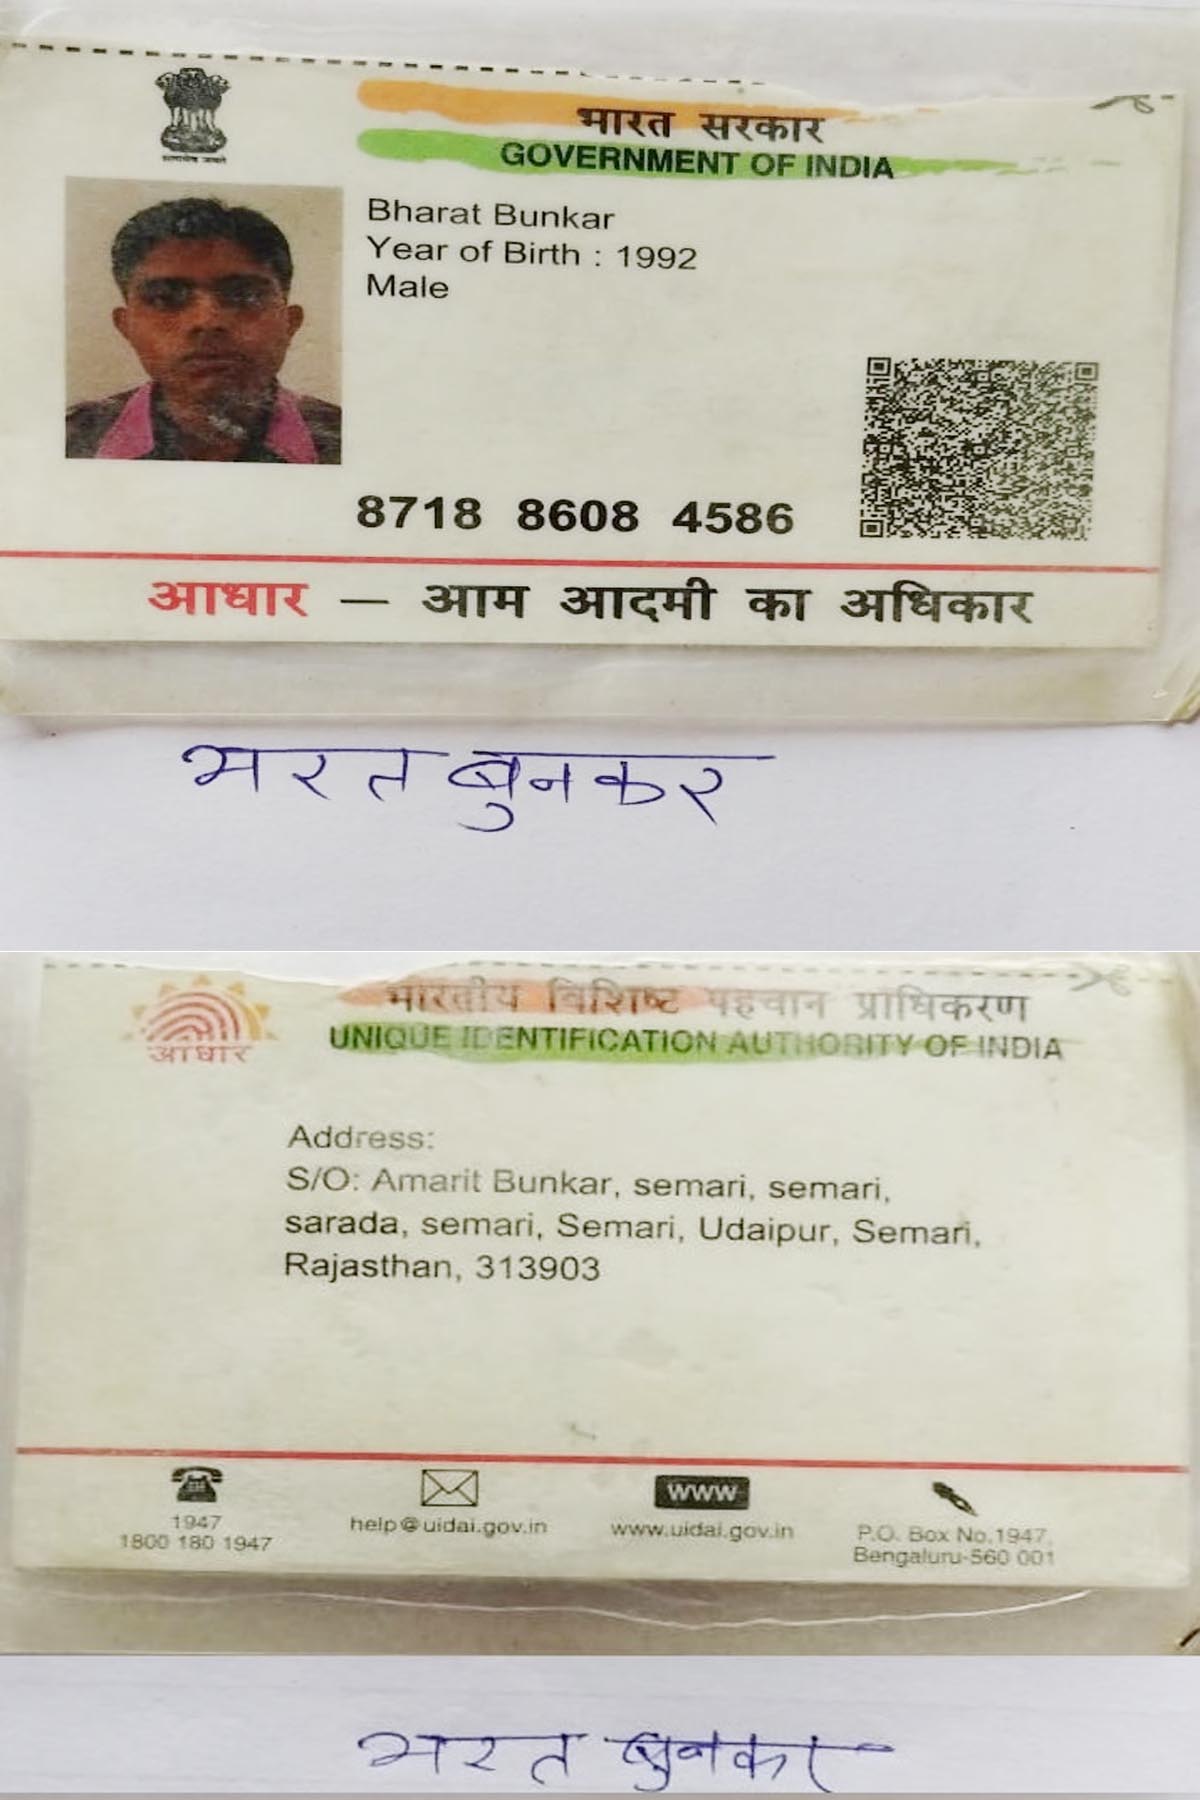 सत्यमेव जयते
भारत सरकार
GOVERNMENT OF INDIA
Bharat Bunkar
Year of Birth : 1992
Male
8718 8608 4586
आधार — आम आदमी का अधिकार
भरत बुनकर
आधार
भारतीय विशिष्ट पहचान प्राधिकरण
UNIQUE IDENTIFICATION AUTHORITY OF INDIA
Address:
S/O: Amarit Bunkar, semari, semari,
sarada, semari, Semari, Udaipur, Semari,
Rajasthan, 313903
1947
1800 180 1947
help@uidai.gov.in
www
www.uidai.gov.in
P.O. Box No.1947,
Bengaluru-560 001
भरत बुनकर